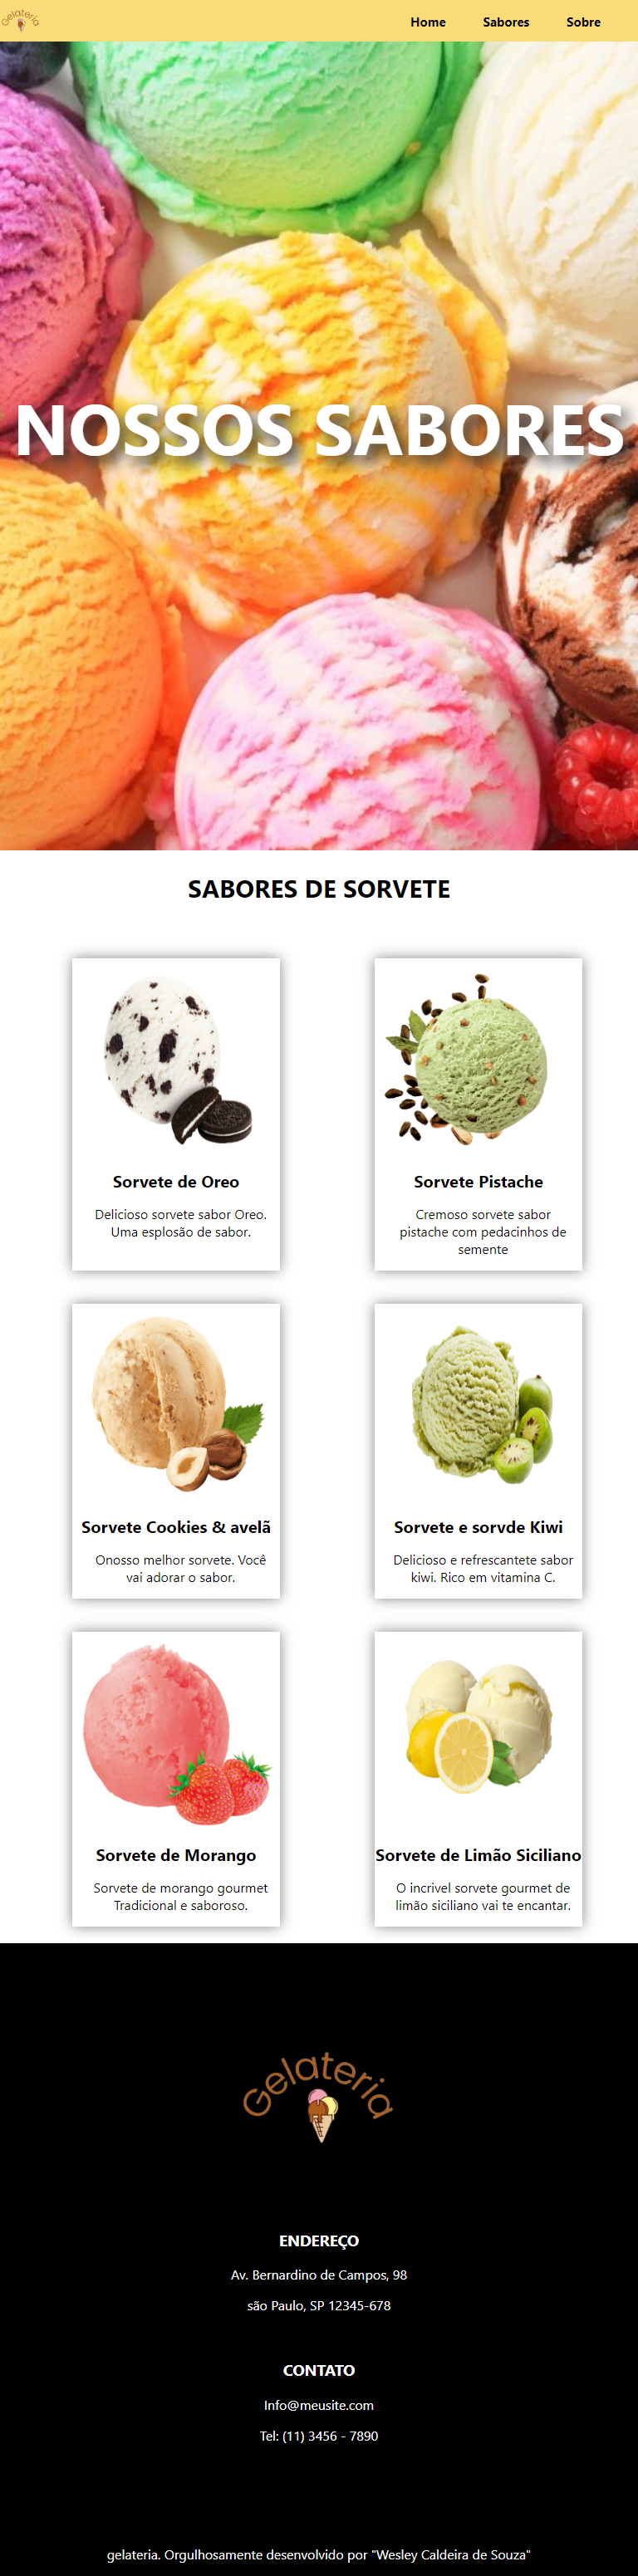 Gelateria
Home Sabores Sobre
NOSSOS SABORES
SABORES DE SORVETE
Sorvete de Oreo
Delicioso sorvete sabor Oreo.
Uma esplosão de sabor.
Sorvete Pistache
Cremoso sorvete sabor
pistache com pedacinhos de
semente
Sorvete Cookies & avelã
Onosso melhor sorvete. Você
vai adorar o sabor.
Sorvete e sorvde Kiwi
Delicioso e refrescantete sabor
kiwi. Rico em vitamina C.
Sorvete de Morango
Sorvete de morango gourmet
Tradicional e saboroso.
Sorvete de Limão Siciliano
O incrivel sorvete gourmet de
limão siciliano vai te encantar.
Gelateria
ENDEREÇO
Av. Bernardino de Campos, 98
são Paulo, SP 12345-678
CONTATO
Info@meusite.com
Tel: (11) 3456 - 7890
gelateria. Orgulhosamente desenvolvido por "Wesley Caldeira de Souza"